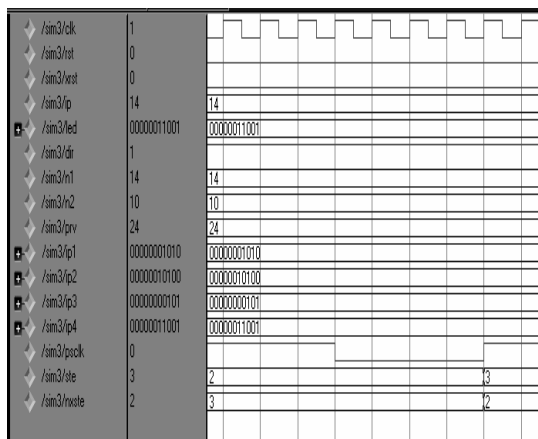 /sim3/clk 1
/sim3/rst 0
/sim3/xrst 0
/sim3/ip 14 14
/sim3/led 00000011001 00000011001
/sim3/dir 1
/sim3/n1 14 14
/sim3/n2 10 10
/sim3/prv 24 24
/sim3/ip1 00000001010 00000001010
/sim3/ip2 00000010100 00000010100
/sim3/ip3 00000000101 00000000101
/sim3/ip4 00000011001 00000011001
/sim3/psclk 0
/sim3/ste 3 2 3
/sim3/nxste 2 3 2